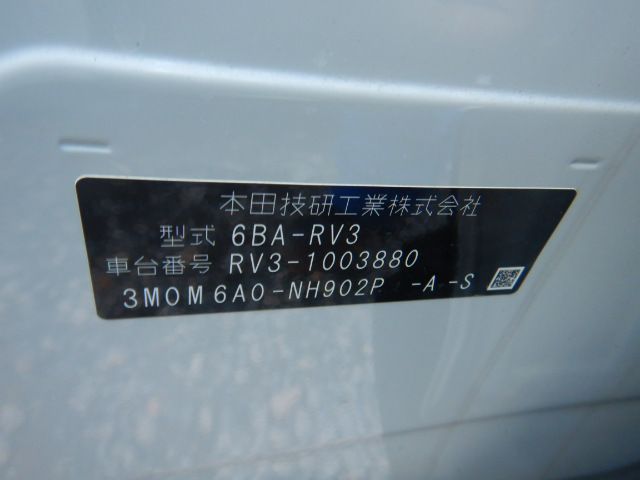 本田技研工業株式会社
型式 6BA-RV3
車台番号 RV3-1003880
3M0M6A0-NH902P -A-S